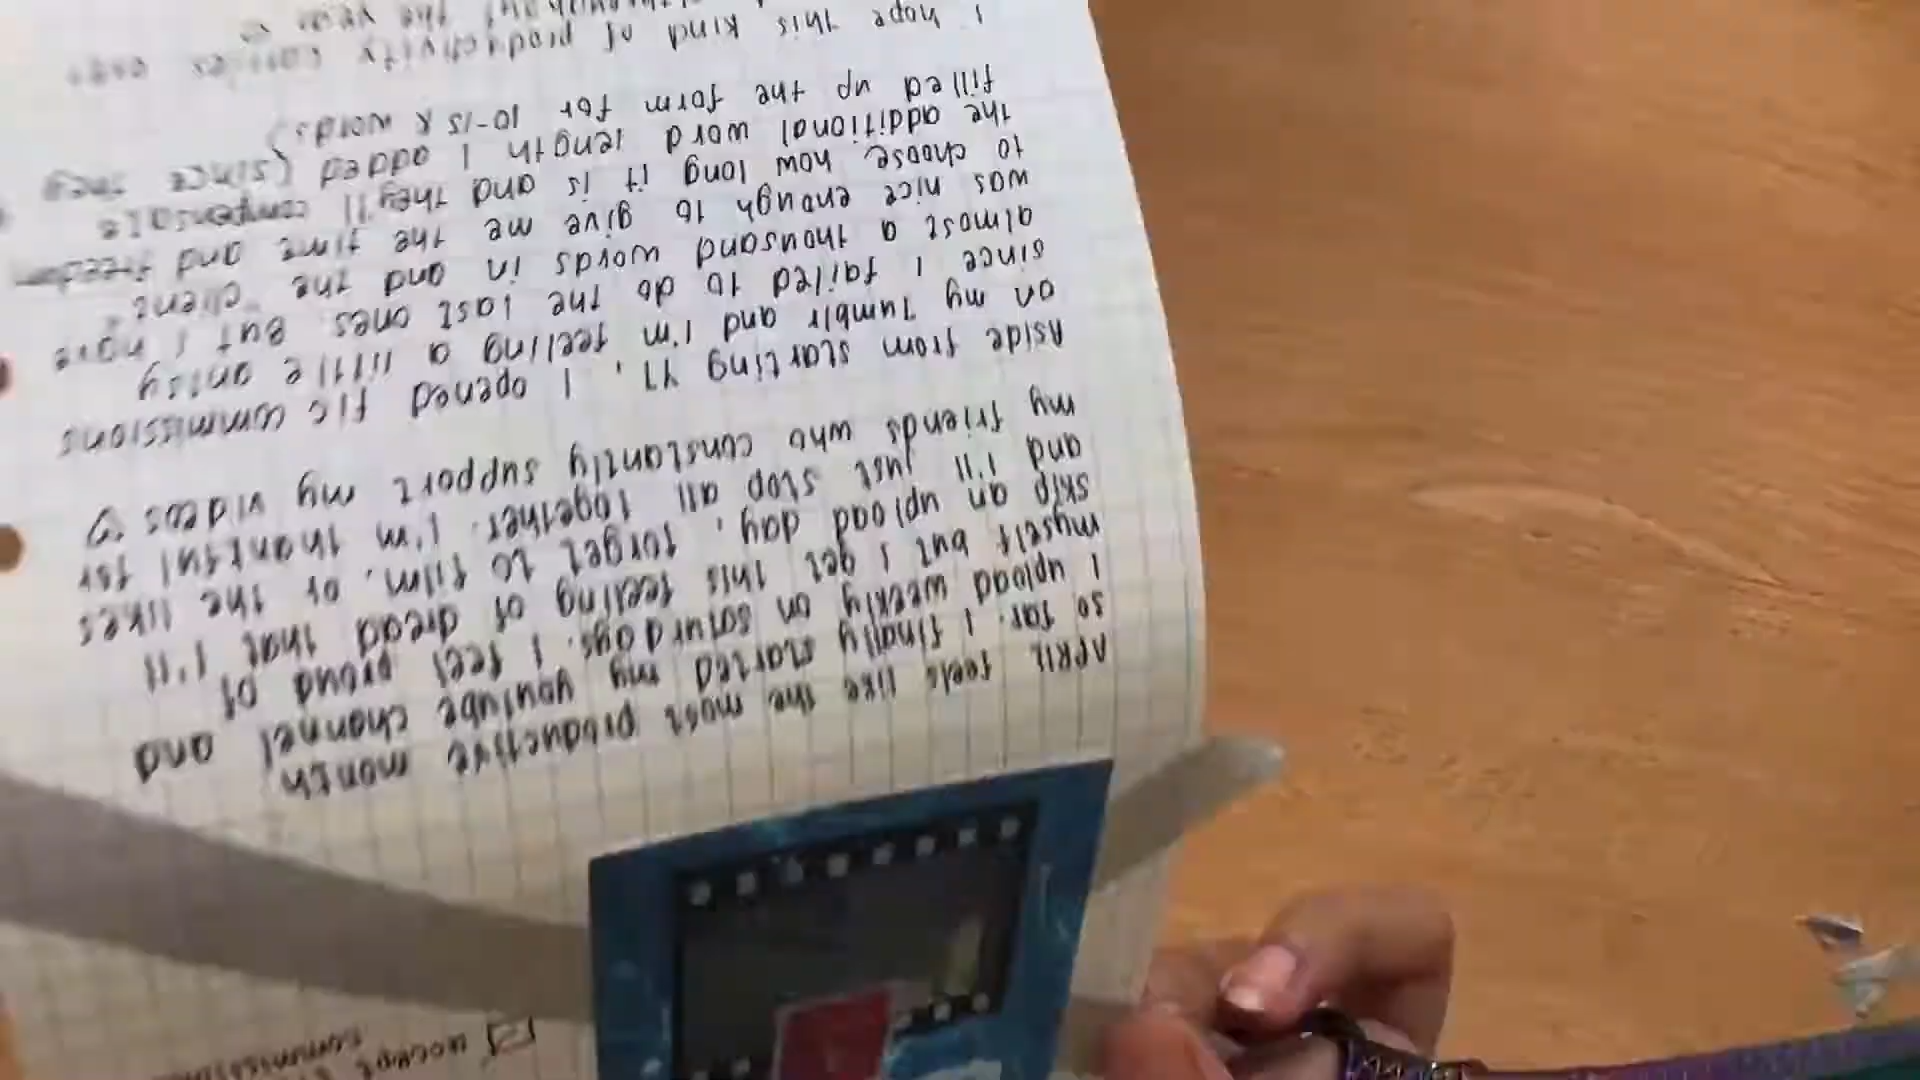 APRIL feels like the most productive month
so far. I finally started my youtube channel and
I upload weekly on saturdays. I feel proud of
myself but I get this feeling of dread that I'll
skip an upload day, forget to film, or the likes
and I'll just stop all together. I'm thankful for
my friends who constantly support my videos ♡
Aside from starting YT, I opened fic commissions
on my Tumblr and I'm feeling a little antsy
since I failed to do the last ones. But I have
almost a thousand words in and the "client"
was nice enough to give me the time and freedom
to choose how long it is and they'll compensate
the additional word length I added (since they
filled up the form for 10-15 k words)
I hope this kind of productivity carries over
the year